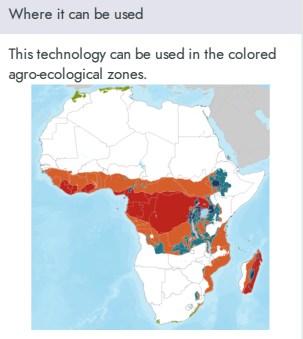 Where it can be used
This technology can be used in the colored
agro-ecological zones.